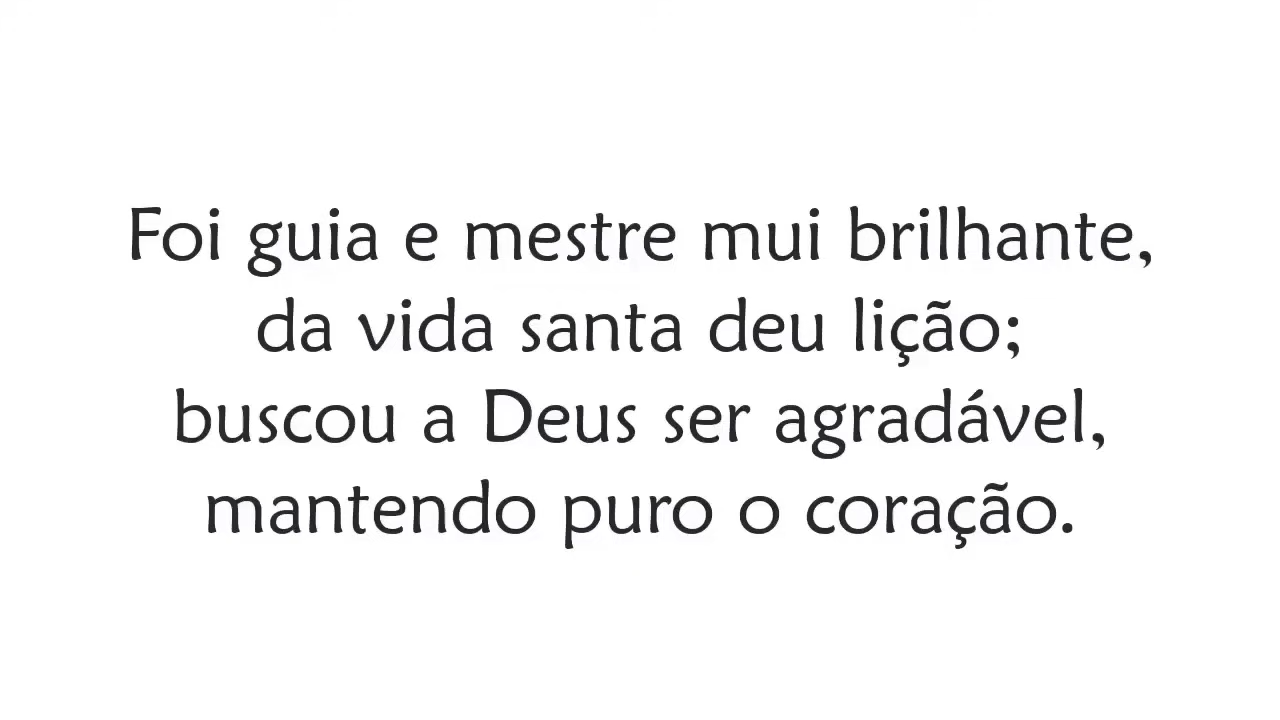 Foi guia e mestre mui brilhante,
da vida santa deu lição;
buscou a Deus ser agradável,
mantendo puro o coração.